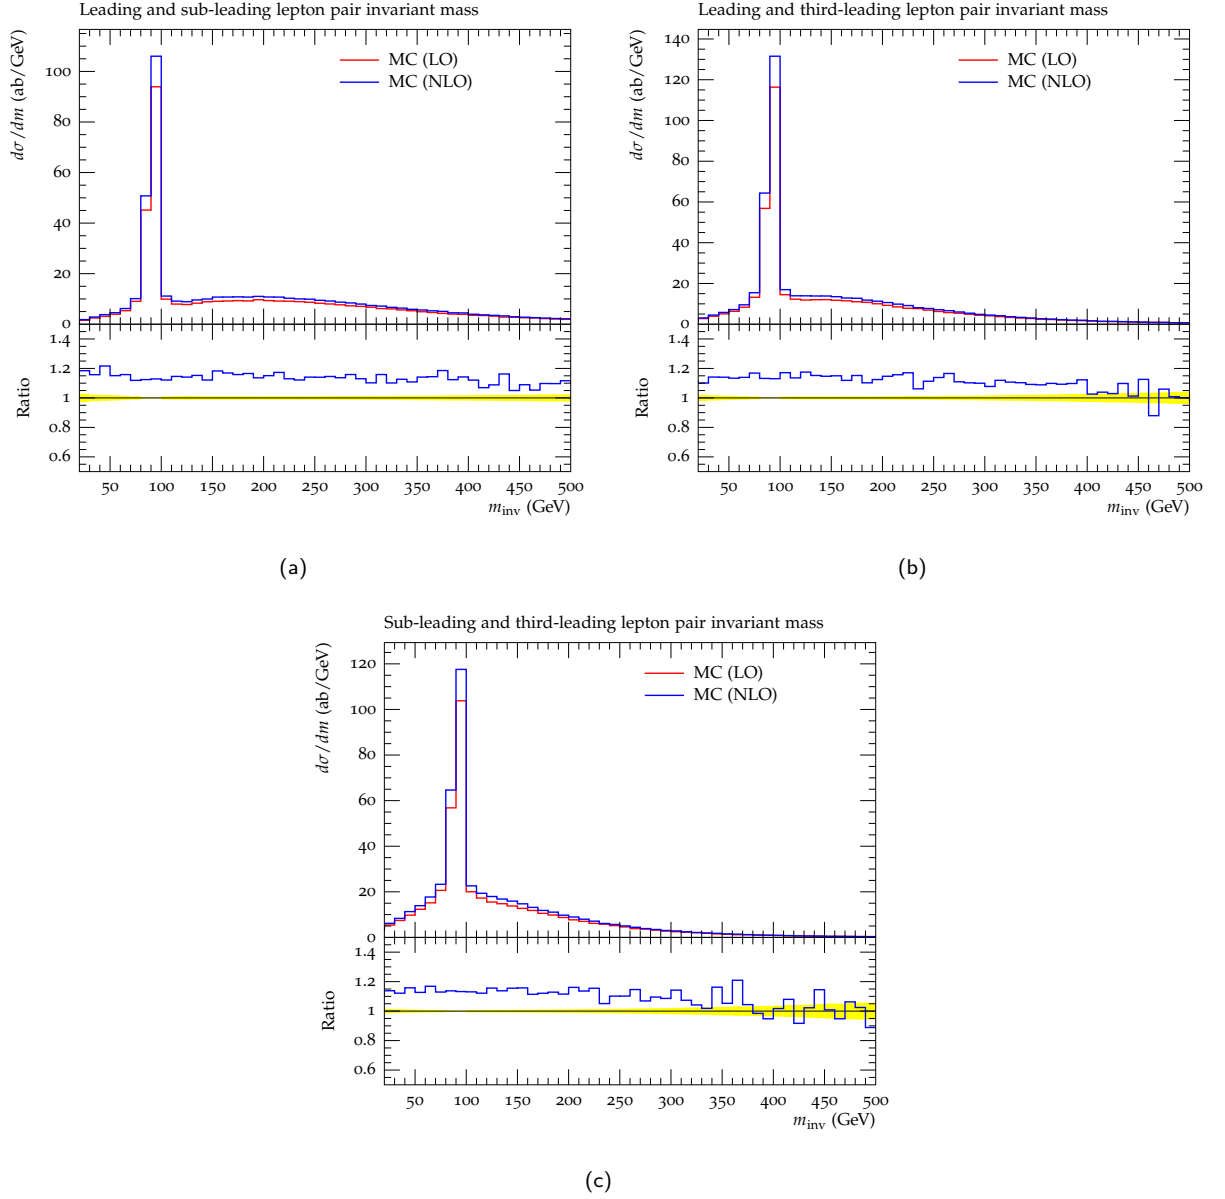 Leading and sub-leading lepton pair invariant mass
MC (LO)
MC (NLO)
dσ/dm (ab/GeV)
100
80
60
40
20
0
Ratio
1.4
1.2
1
0.8
0.6
50 100 150 200 250 300 350 400 450 500
m_inv (GeV)
(a)
Leading and third-leading lepton pair invariant mass
MC (LO)
MC (NLO)
dσ/dm (ab/GeV)
140
120
100
80
60
40
20
0
Ratio
1.4
1.2
1
0.8
0.6
50 100 150 200 250 300 350 400 450 500
m_inv (GeV)
(b)
Sub-leading and third-leading lepton pair invariant mass
MC (LO)
MC (NLO)
dσ/dm (ab/GeV)
120
100
80
60
40
20
0
Ratio
1.4
1.2
1
0.8
0.6
50 100 150 200 250 300 350 400 450 500
m_inv (GeV)
(c)